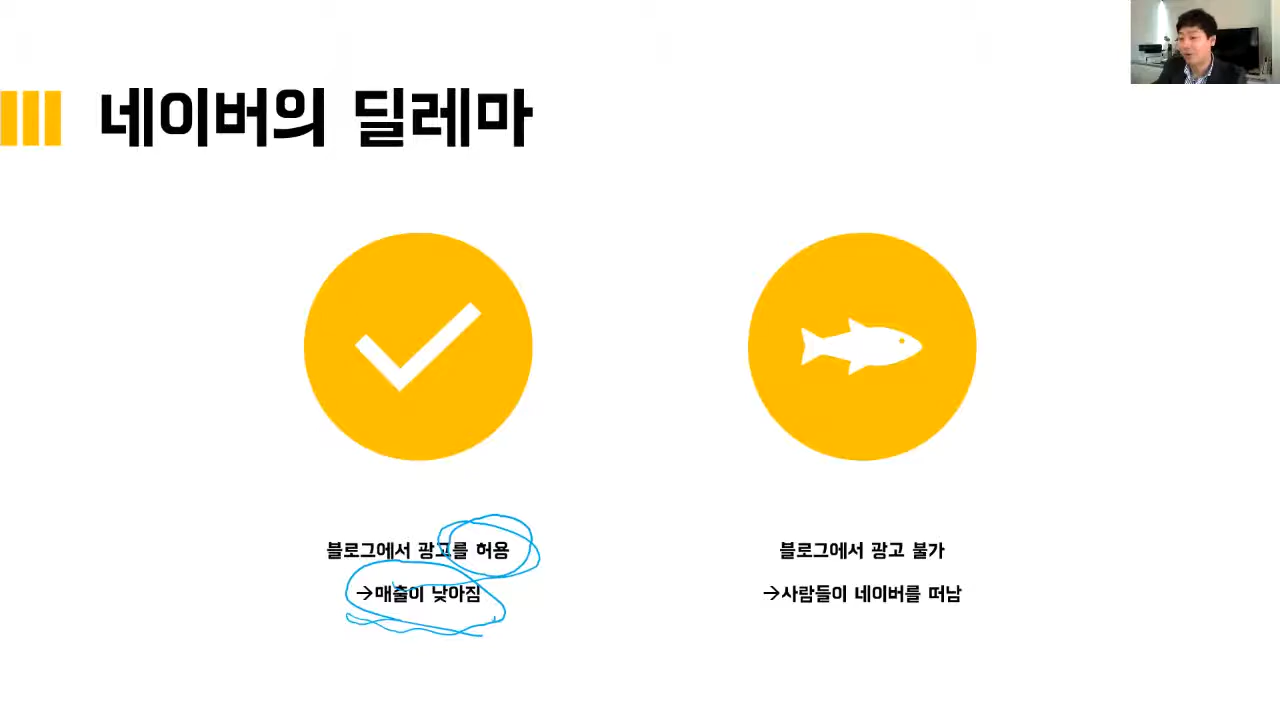 네이버의 딜레마
블로그에서 광고를 허용
→매출이 낮아짐
블로그에서 광고 불가
→사람들이 네이버를 떠남